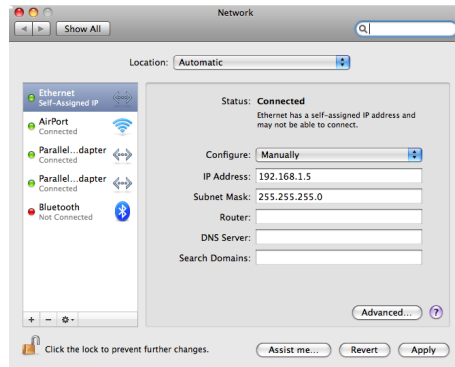 Network
Show All
Location: Automatic
Ethernet
Self-Assigned IP
AirPort
Connected
Parallel...dapter
Connected
Parallel...dapter
Connected
Bluetooth
Not Connected
Status: Connected
Ethernet has a self-assigned IP address and
may not be able to connect.
Configure: Manually
IP Address: 192.168.1.5
Subnet Mask: 255.255.255.0
Router:
DNS Server:
Search Domains:
Advanced... ?
+ −
Click the lock to prevent further changes.
Assist me... Revert Apply